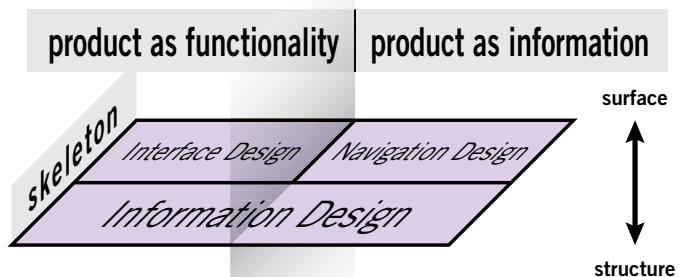 product as functionality product as information
surface
skeleton
Interface Design Navigation Design
Information Design
structure